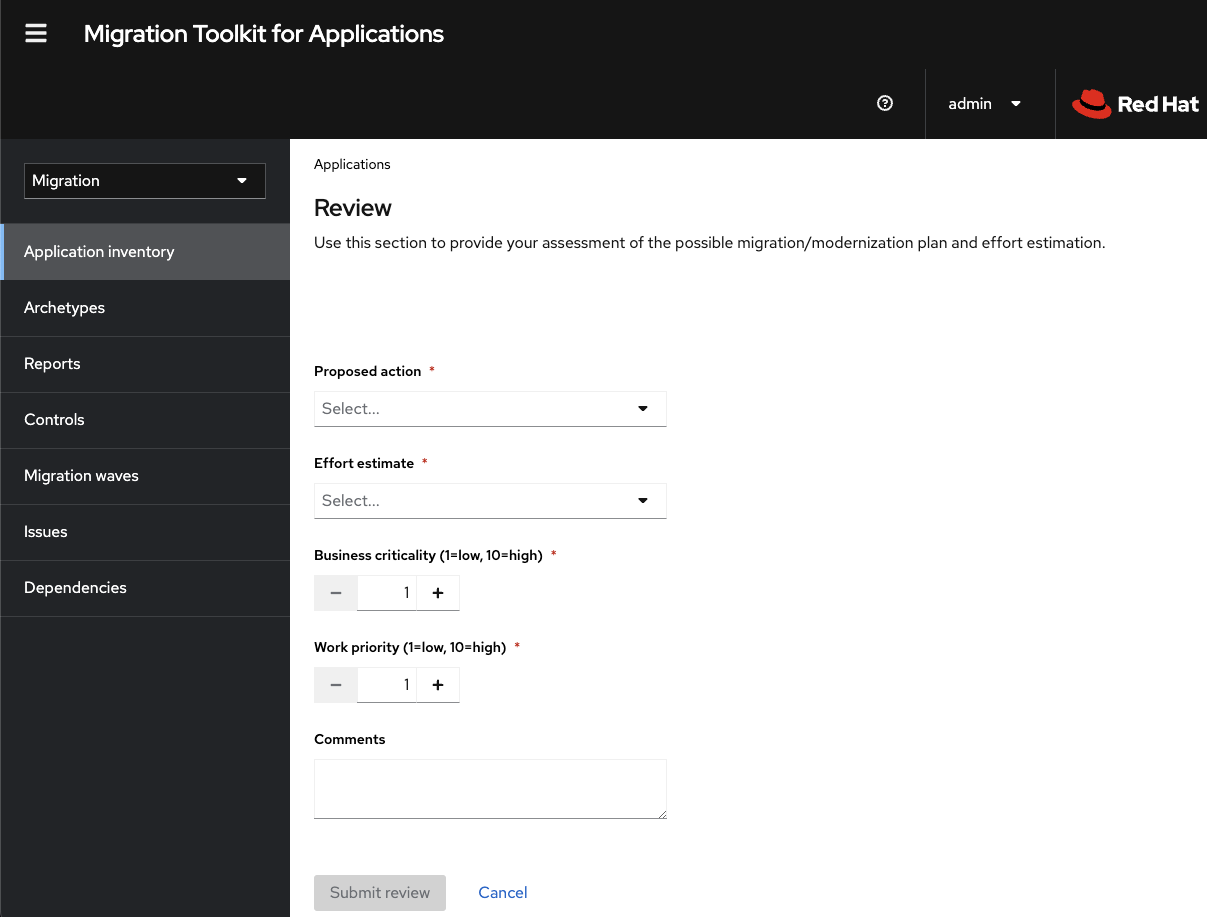 Migration Toolkit for Applications
admin
Red Hat
Migration
Application inventory
Archetypes
Reports
Controls
Migration waves
Issues
Dependencies
Applications
Review
Use this section to provide your assessment of the possible migration/modernization plan and effort estimation.
Proposed action *
Select...
Effort estimate *
Select...
Business criticality (1=low, 10=high) *
− 1 +
Work priority (1=low, 10=high) *
− 1 +
Comments
Submit review Cancel